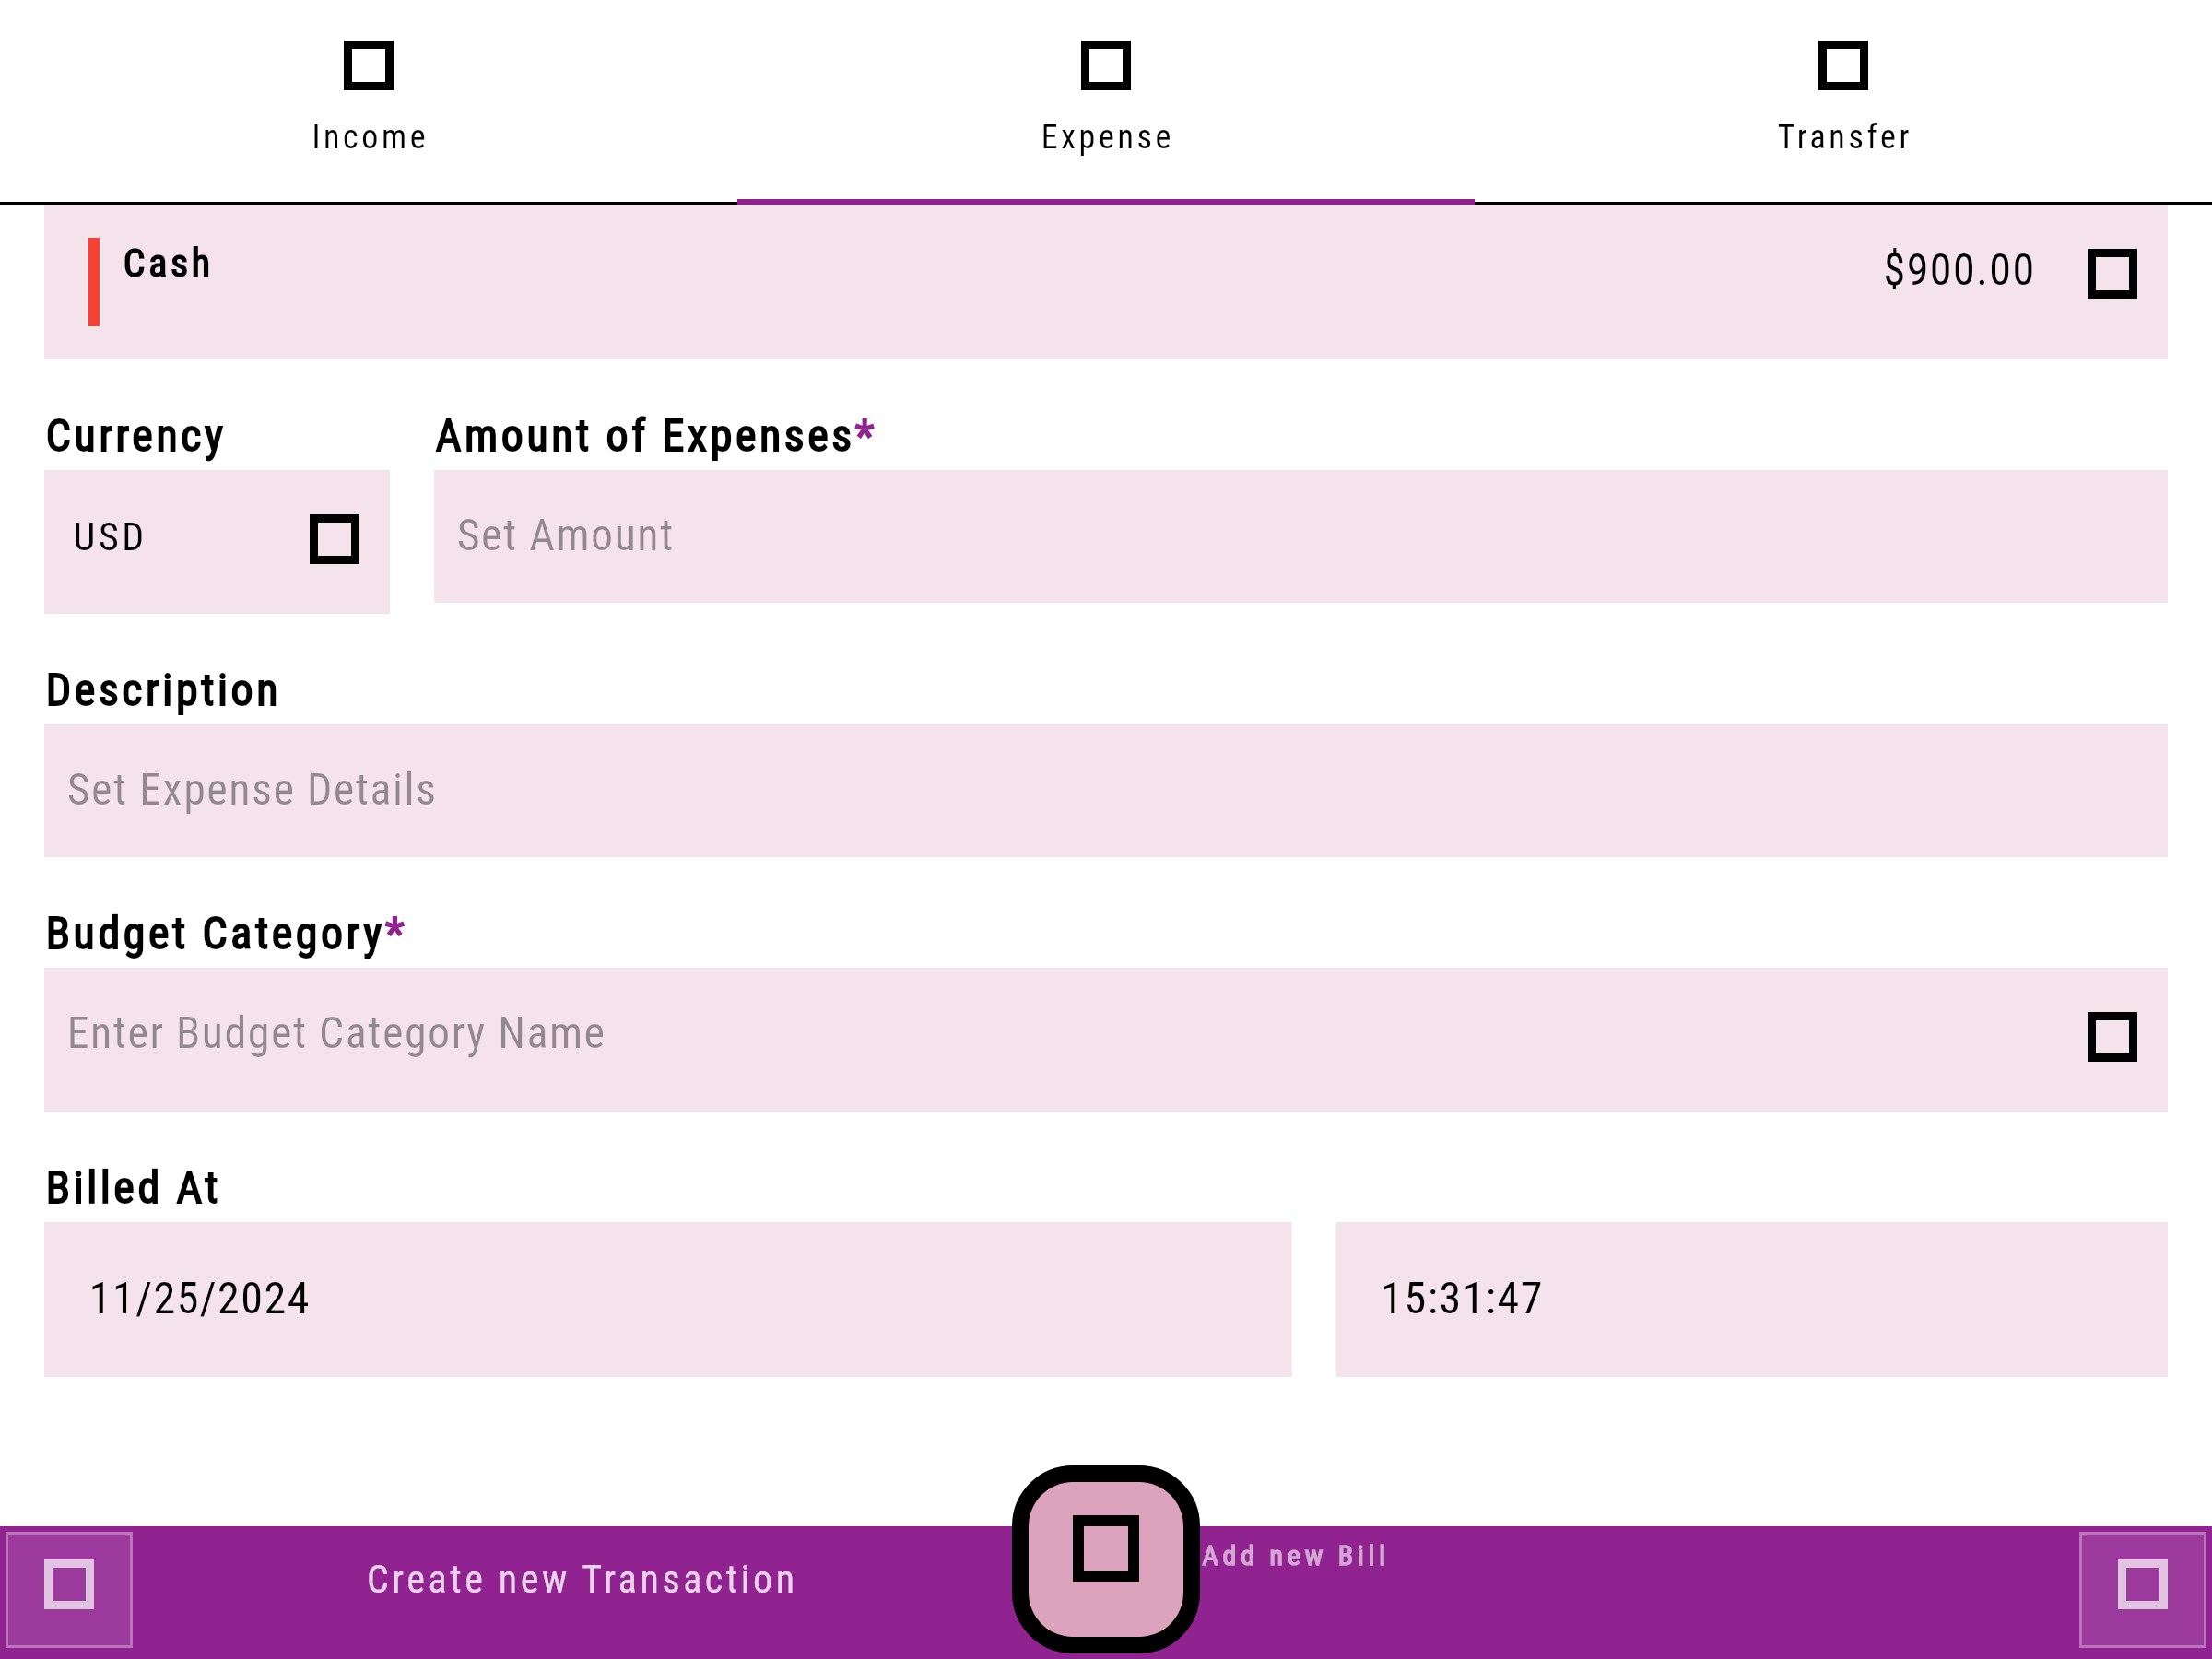 Income
Expense
Transfer
Cash
$900.00
Currency
Amount of Expenses*
USD
Set Amount
Description
Set Expense Details
Budget Category*
Enter Budget Category Name
Billed At
11/25/2024
15:31:47
Create new Transaction
Add new Bill